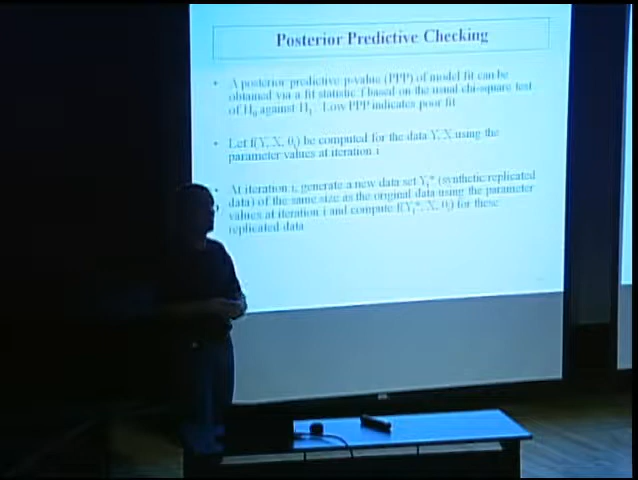 Posterior Predictive Checking
• A posterior predictive p-value (PPP) of model fit can be
obtained via a fit statistic f based on the usual chi-square test
of H0 against H1. Low PPP indicates poor fit
• Let f(Y, X, θi) be computed for the data Y, X using the
parameter values at iteration i
• At iteration i, generate a new data set Yi* (synthetic replicated
data) of the same size as the original data using the parameter
values at iteration i and compute f(Yi*, X, θi) for these
replicated data